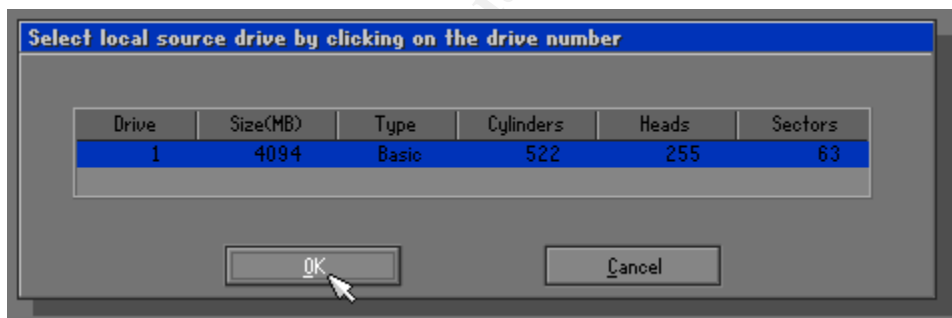 Select local source drive by clicking on the drive number
Drive Size(MB) Type Cylinders Heads Sectors
1 4094 Basic 522 255 63
OK Cancel